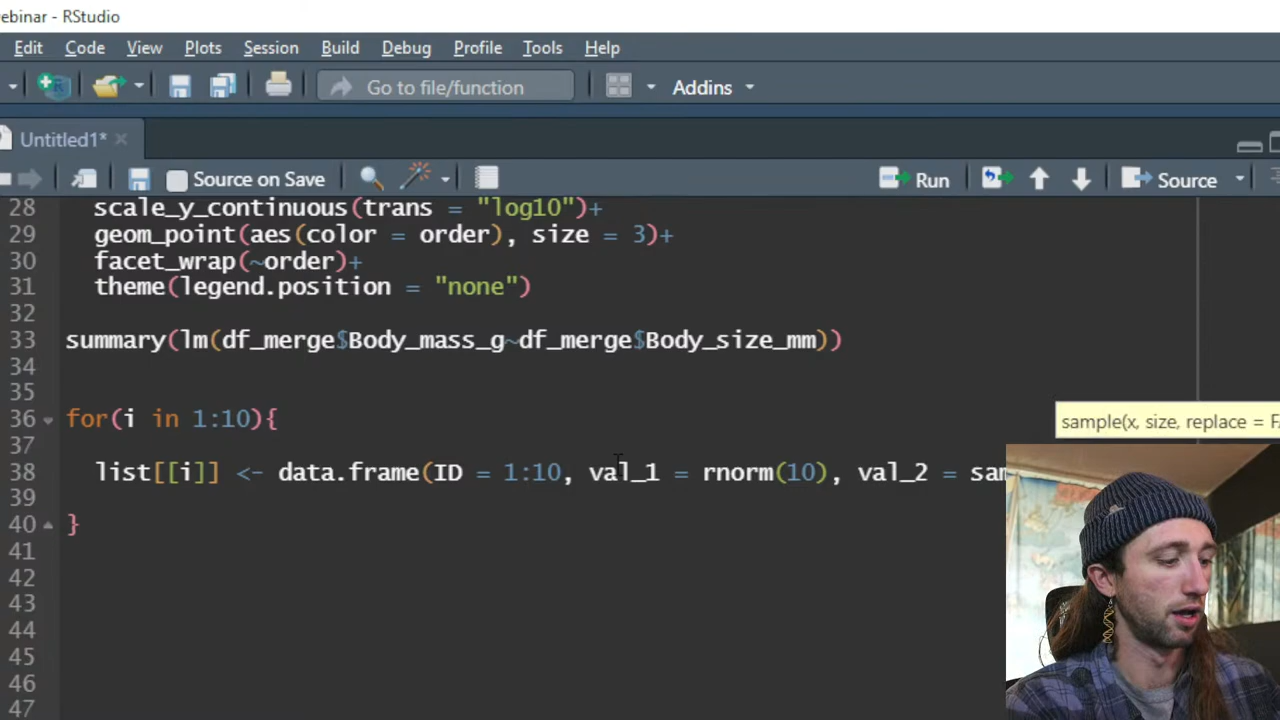 ebinar - RStudio
Edit Code View Plots Session Build Debug Profile Tools Help
Go to file/function Addins
Untitled1*
Source on Save Run Source
28 scale_y_continuous(trans = "log10")+
29 geom_point(aes(color = order), size = 3)+
30 facet_wrap(~order)+
31 theme(legend.position = "none")
32
33 summary(lm(df_merge$Body_mass_g~df_merge$Body_size_mm))
34
35
36 for(i in 1:10){
sample(x, size, replace = FA
37
38 list[[i]] <- data.frame(ID = 1:10, val_1 = rnorm(10), val_2 = sam
39
40 }
41
42
43
44
45
46
47